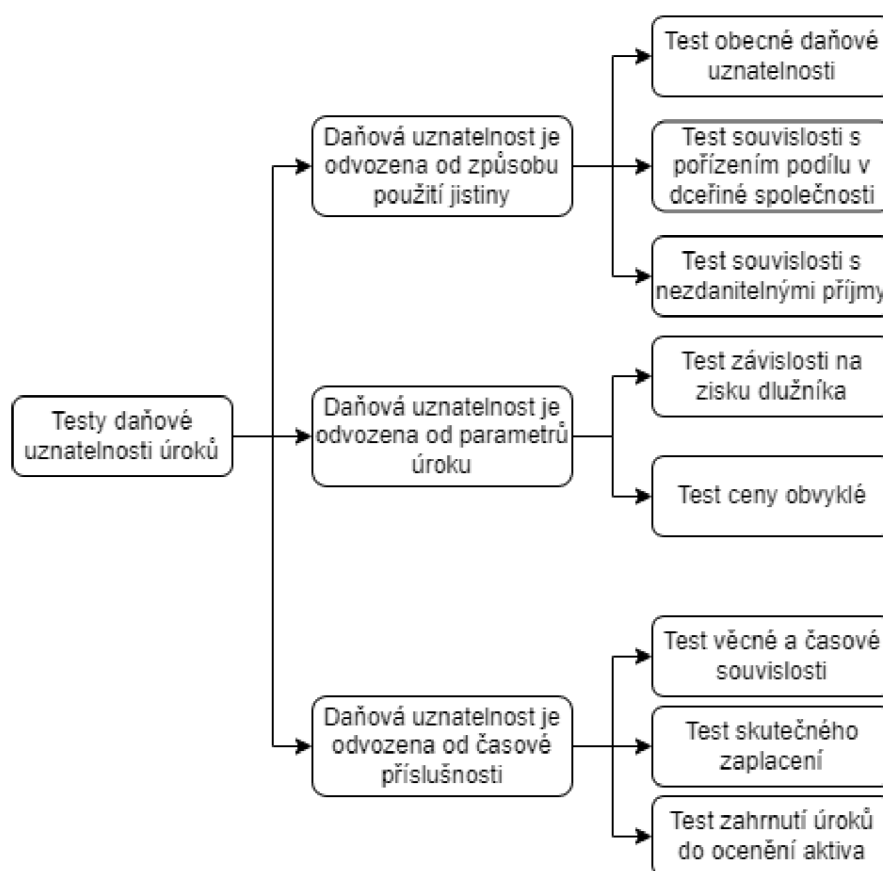 Testy daňové
uznatelnosti úroků
Daňová uznatelnost je
odvozena od způsobu
použití jistiny
Test obecné daňové
uznatelnosti
Test souvislosti s
pořízením podílu v
dceřiné společnosti
Test souvislosti s
nezdanitelnými příjmy
Daňová uznatelnost je
odvozena od parametrů
úroku
Test závislosti na
zisku dlužníka
Test ceny obvyklé
Daňová uznatelnost je
odvozena od časové
příslušnosti
Test věcné a časové
souvislosti
Test skutečného
zaplacení
Test zahrnutí úroků
do ocenění aktiva